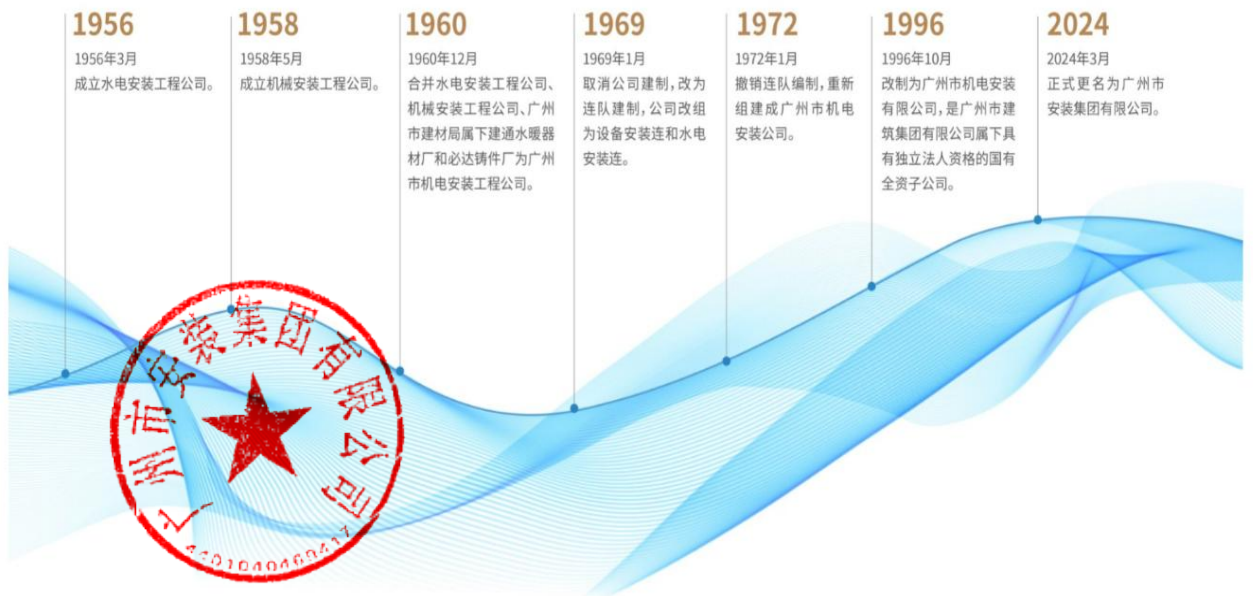 1956
1956年3月
成立水电安装工程公司。
1958
1958年5月
成立机械安装工程公司。
1960
1960年12月
合并水电安装工程公司、
机械安装工程公司、广州
市建材局属下建通水暖器
材厂和必达铸件厂为广州
市机电安装工程公司。
1969
1969年1月
取消公司建制,改为
连队建制,公司改组
为设备安装连和水电
安装连。
1972
1972年1月
撤销连队编制,重新
组建成广州市机电
安装公司。
1996
1996年10月
改制为广州市机电安装
有限公司,是广州市建
筑集团有限公司属下具
有独立法人资格的国有
全资子公司。
2024
2024年3月
正式更名为广州市
安装集团有限公司。
广州市安装集团有限公司